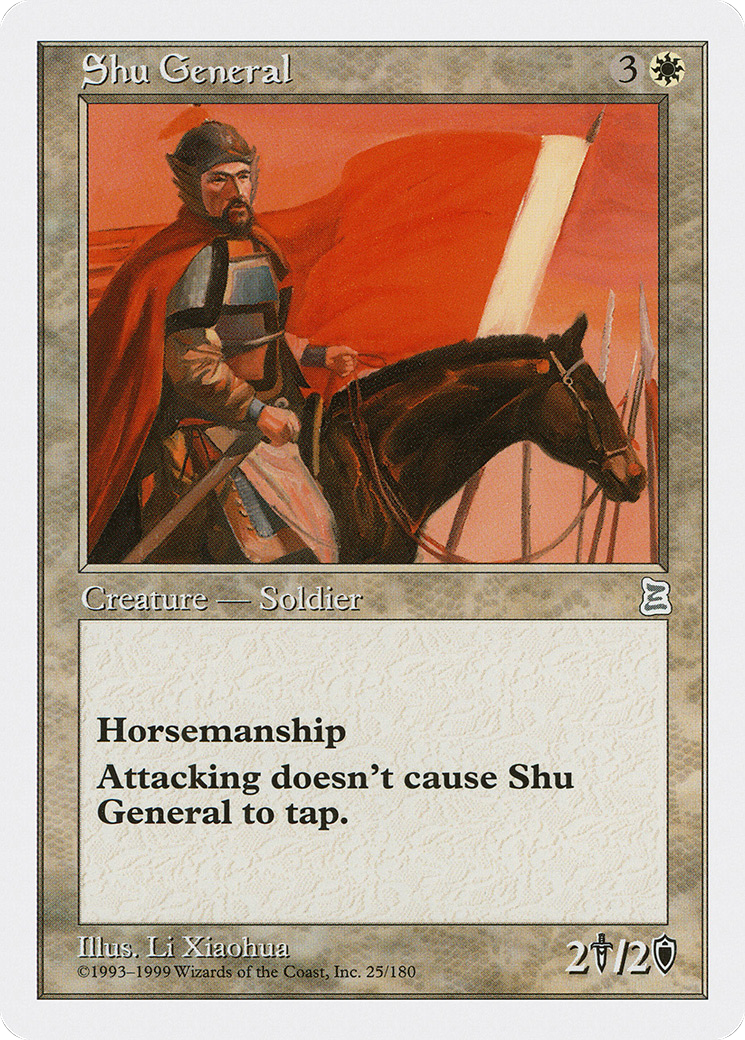 Shu General 3
Creature — Soldier
Horsemanship
Attacking doesn't cause Shu
General to tap.
Illus. Li Xiaohua
©1993–1999 Wizards of the Coast, Inc. 25/180
2/2